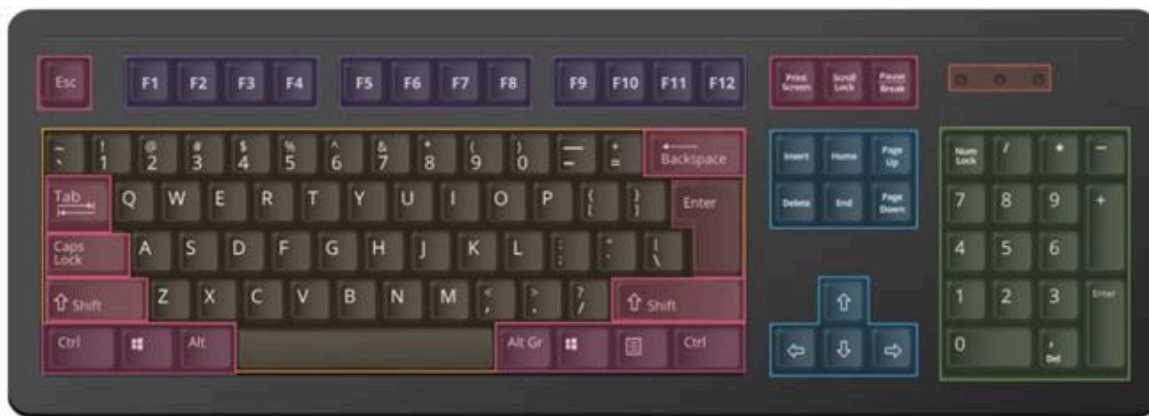 Esc F1 F2 F3 F4 F5 F6 F7 F8 F9 F10 F11 F12 Print Screen Scroll Lock Pause Break
~ ` ! 1 @ 2 # 3 $ 4 % 5 ^ 6 & 7 * 8 ( 9 ) 0 — – + = Backspace Insert Home Page Up Num Lock / * –
Tab Q W E R T Y U I O P { [ } ] Enter Delete End Page Down 7 8 9 +
Caps Lock A S D F G H J K L : ; " ' | \ 4 5 6
⇧ Shift Z X C V B N M < , > . ? / ⇧ Shift ⇧ 1 2 3 Enter
Ctrl Alt Alt Gr Ctrl ⇦ ⇩ ⇨ 0 , Del